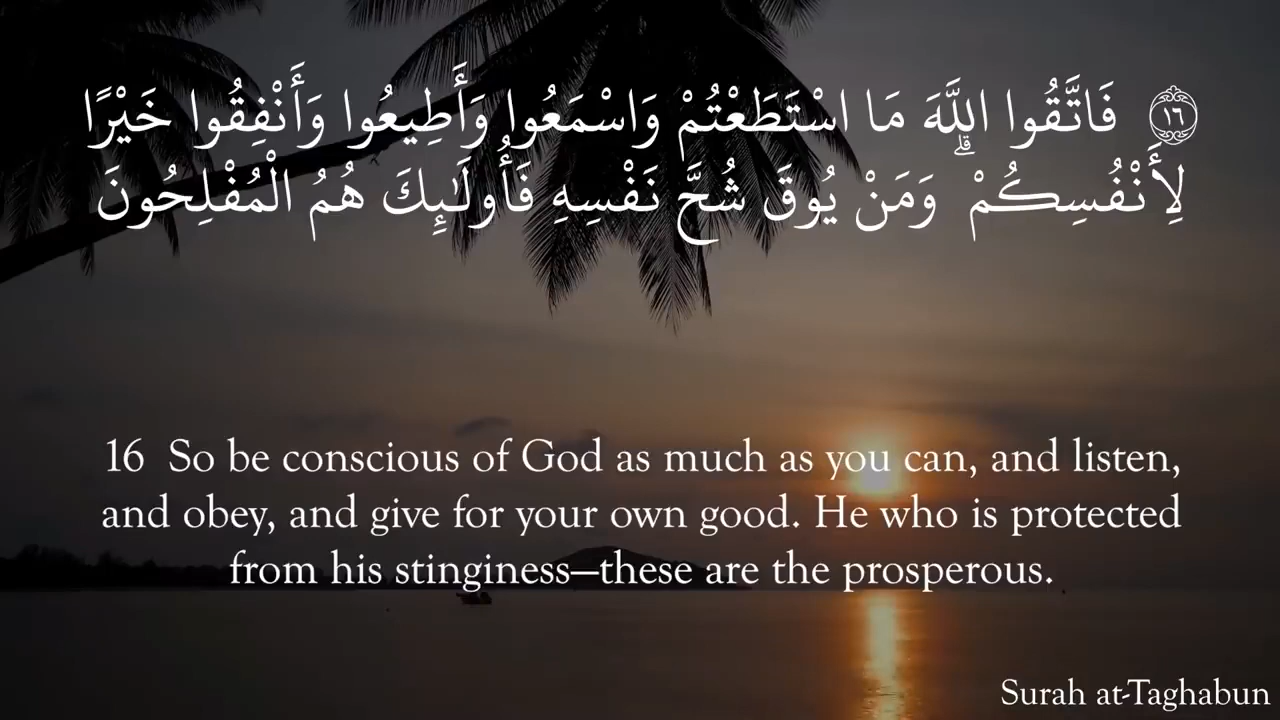 ١٦ فَاتَّقُوا اللَّهَ مَا اسْتَطَعْتُمْ وَاسْمَعُوا وَأَطِيعُوا وَأَنْفِقُوا خَيْرًا
لِأَنْفُسِكُمْ ۗ وَمَنْ يُوقَ شُحَّ نَفْسِهِ فَأُولَٰئِكَ هُمُ الْمُفْلِحُونَ
16 So be conscious of God as much as you can, and listen,
and obey, and give for your own good. He who is protected
from his stinginess—these are the prosperous.
Surah at-Taghabun